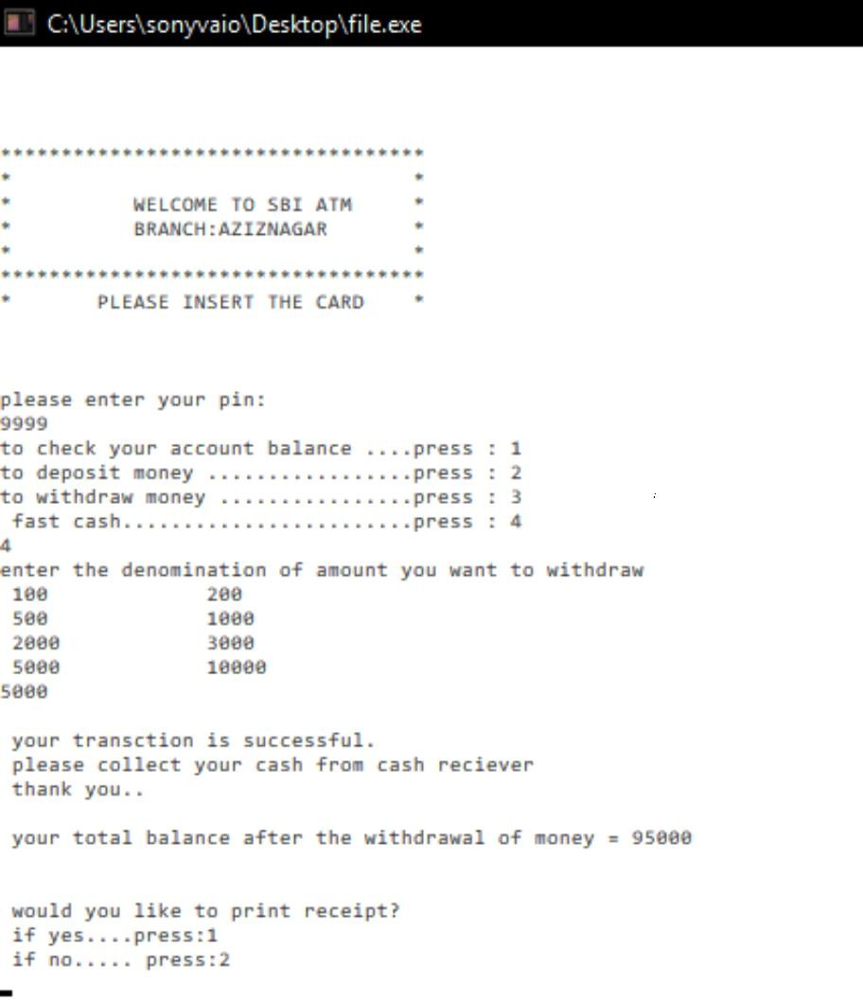 C:\Users\sonyvaio\Desktop\file.exe
***********************************
*                                  *
*          WELCOME TO SBI ATM     *
*          BRANCH:AZIZNAGAR       *
*                                  *
***********************************
*       PLEASE INSERT THE CARD    *
please enter your pin:
9999
to check your account balance ....press : 1
to deposit money .................press : 2
to withdraw money ................press : 3
 fast cash........................press : 4
4
enter the denomination of amount you want to withdraw
 100             200
 500             1000
 2000            3000
 5000            10000
5000
 your transction is successful.
 please collect your cash from cash reciever
 thank you..
 your total balance after the withdrawal of money = 95000
 would you like to print receipt?
 if yes....press:1
 if no..... press:2